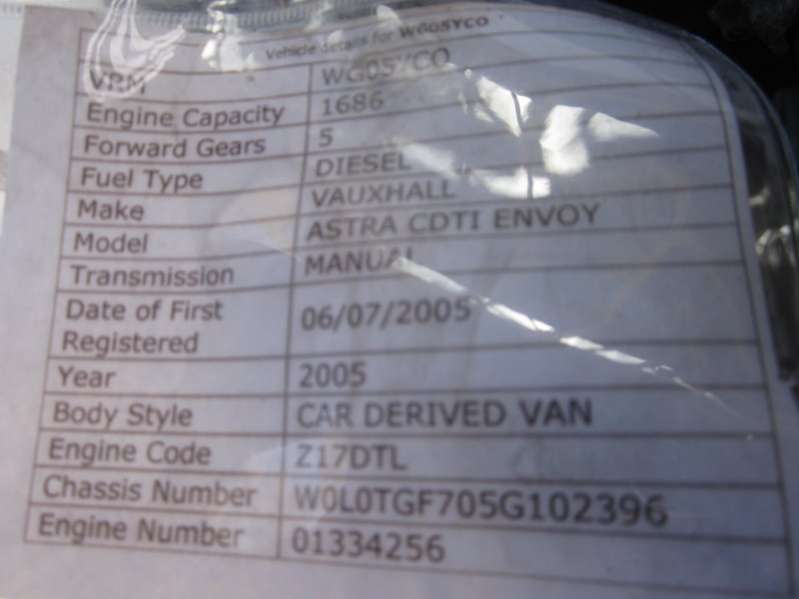 Vehicle details for WG05YCO
VRM WG05YCO
Engine Capacity 1686
Forward Gears 5
Fuel Type DIESEL
Make VAUXHALL
Model ASTRA CDTI ENVOY
Transmission MANUAL
Date of First
Registered 06/07/2005
Year 2005
Body Style CAR DERIVED VAN
Engine Code Z17DTL
Chassis Number W0L0TGF705G102396
Engine Number 01334256